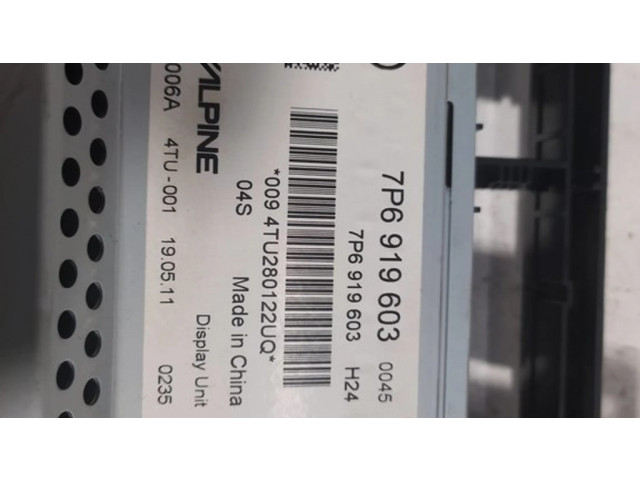 7P6 919 603 0045
7P6 919 603 H24
*009 4TU280122UQ*
04S Made in China
ALPINE Display Unit
006A 4TU-001 19.05.11 0235